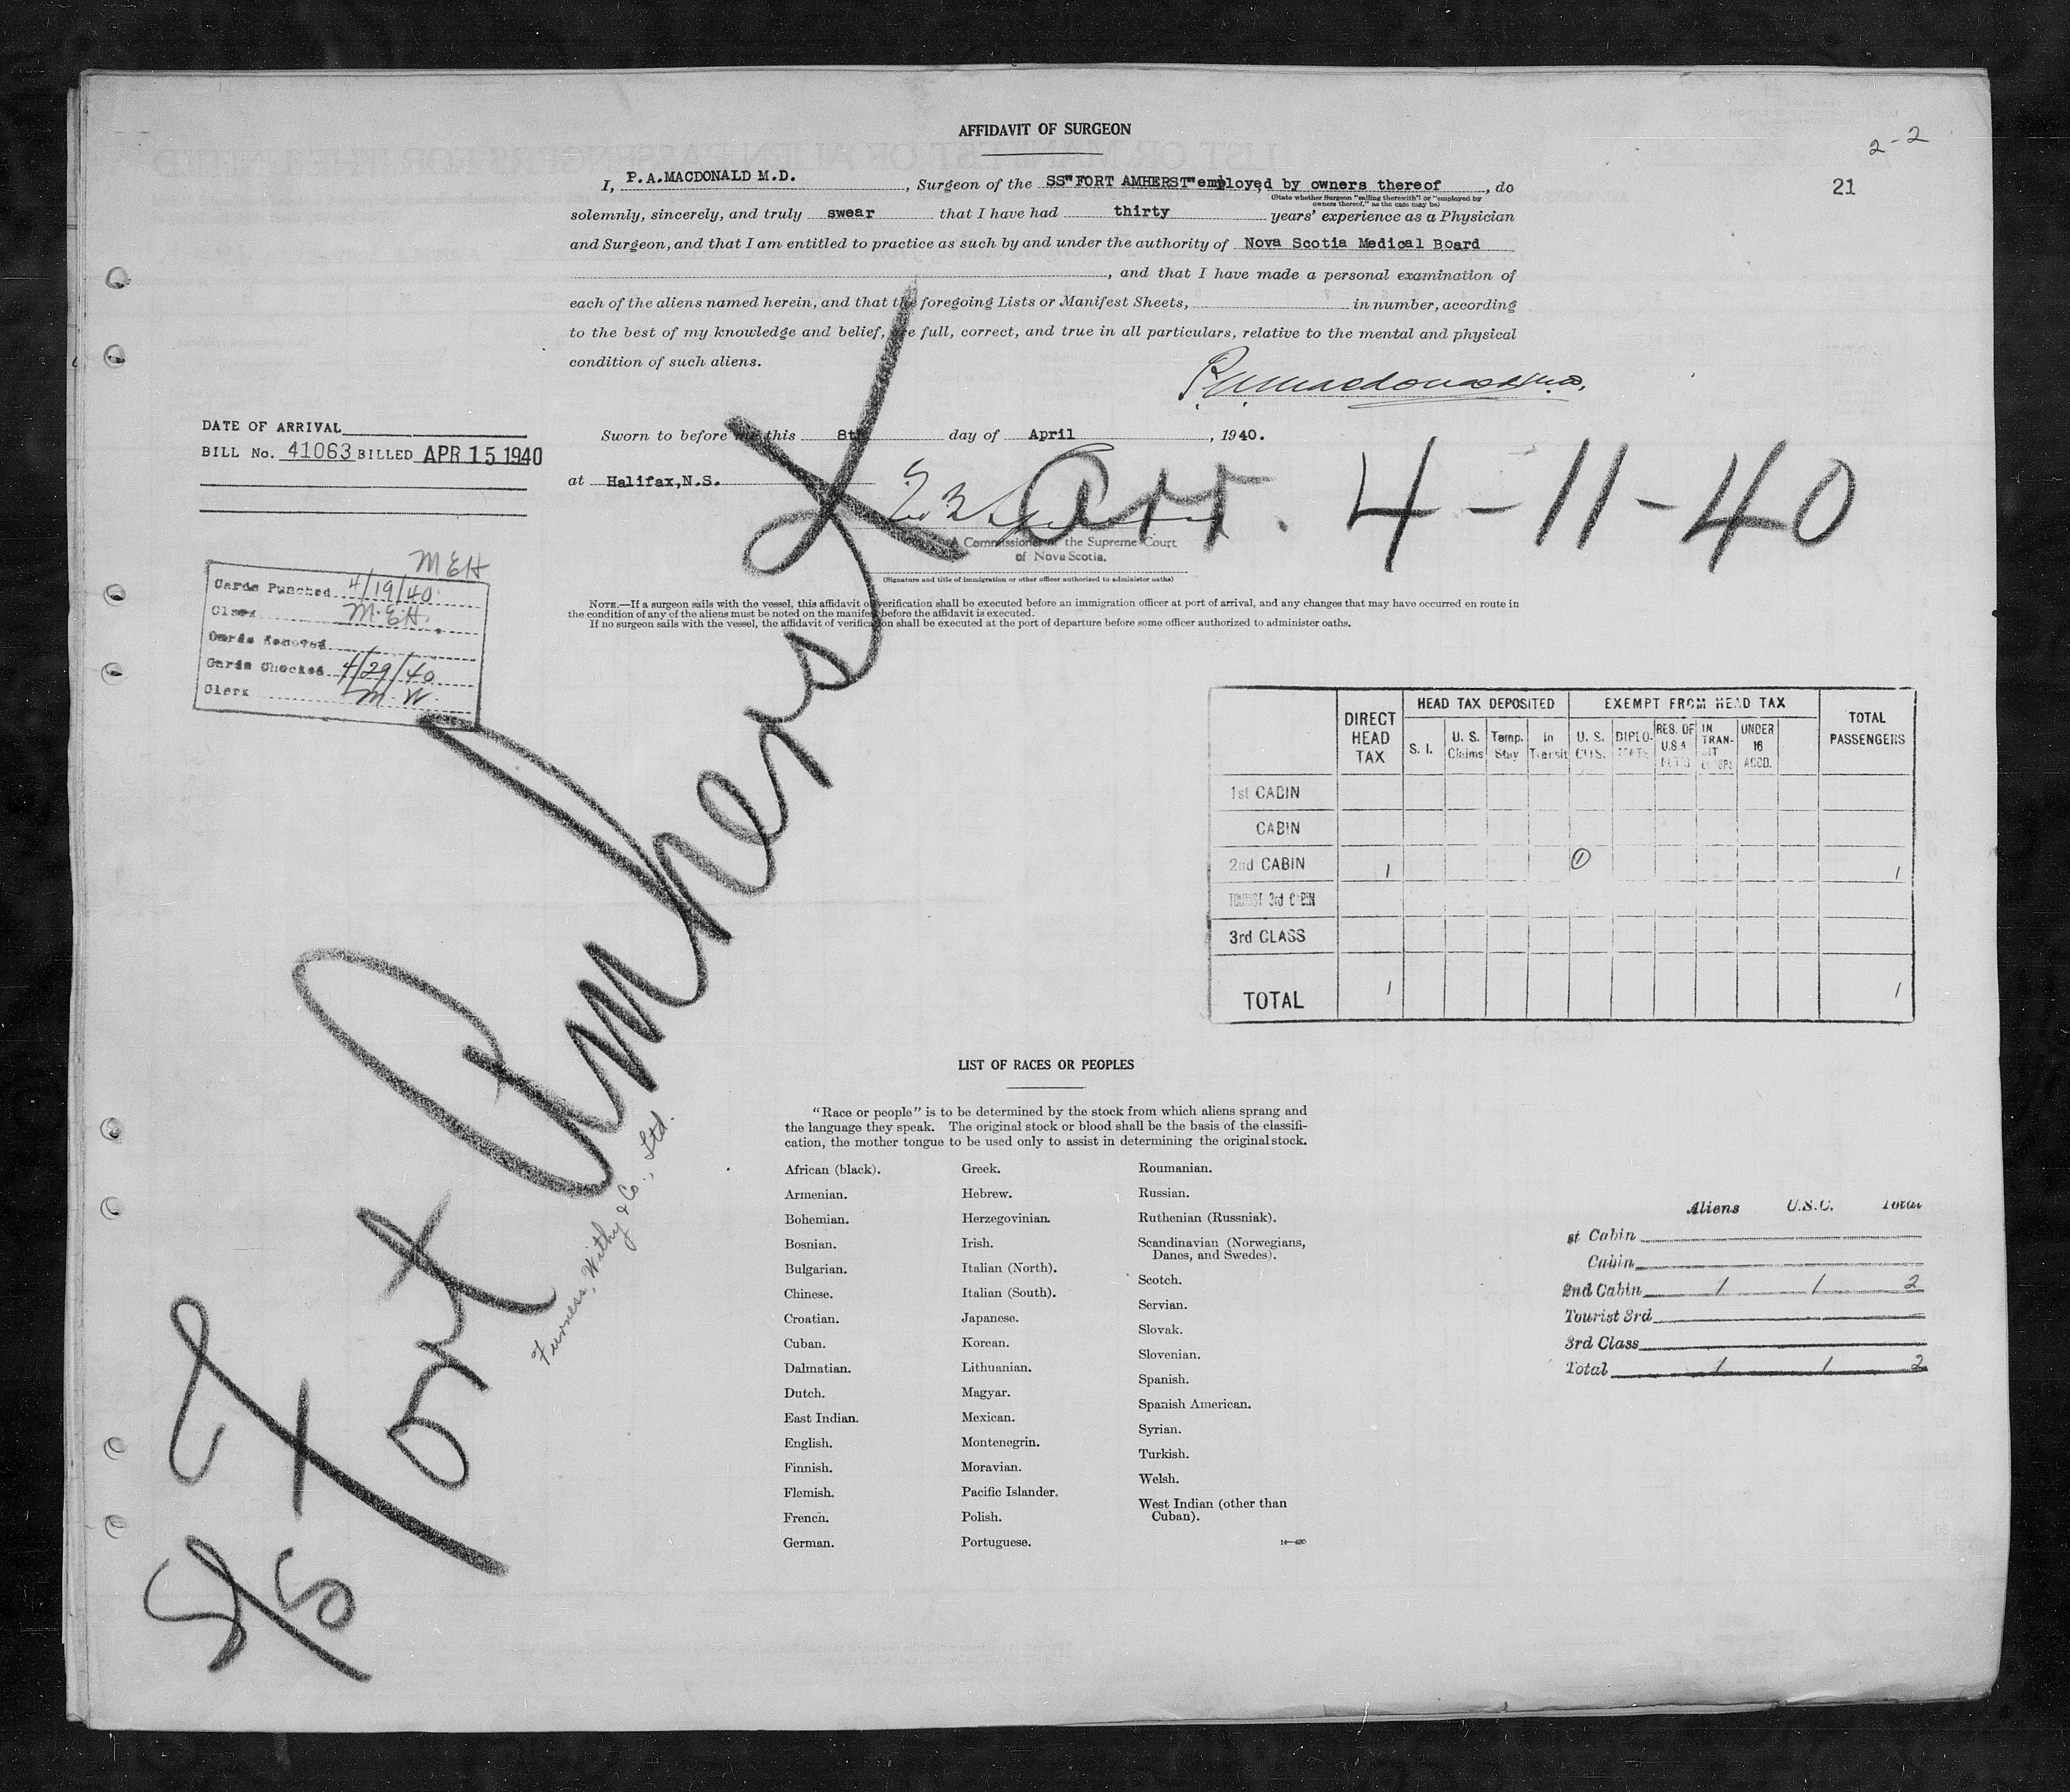 AFFIDAVIT OF SURGEON
2-2
21
I, P.A.MACDONALD M.D., Surgeon of the SS"FORT AMHERST"employed by owners thereof, do
(State whether Surgeon "sailing therewith" or "employed by
owners thereof," as the case may be)
solemnly, sincerely, and truly swear that I have had thirty years' experience as a Physician
and Surgeon, and that I am entitled to practice as such by and under the authority of Nova Scotia Medical Board
, and that I have made a personal examination of
each of the aliens named herein, and that the foregoing Lists or Manifest Sheets, in number, according
to the best of my knowledge and belief, are full, correct, and true in all particulars, relative to the mental and physical
condition of such aliens.
P.A. Macdonald M.D.
Sworn to before me this 8th day of April, 1940.
at Halifax,N.S.
A Commissioner of the Supreme Court
of Nova Scotia.
(Signature and title of immigration or other officer authorized to administer oaths)
Arr. 4-11-40
DATE OF ARRIVAL
BILL No. 41063 BILLED APR 15 1940
MEH
Cards Punched 4/19/40
Clerk M.E.H.
Cards Removed
Cards Checked 4/29/40
Clerk M.W.
NOTE.—If a surgeon sails with the vessel, this affidavit of verification shall be executed before an immigration officer at port of arrival, and any changes that may have occurred en route in
the condition of any of the aliens must be noted on the manifest before the affidavit is executed.
If no surgeon sails with the vessel, the affidavit of verification shall be executed at the port of departure before some officer authorized to administer oaths.
S/S Fort Amherst
Furness, Withy & Co., Ltd.
DIRECT HEAD TAX
HEAD TAX DEPOSITED
EXEMPT FROM HEAD TAX
TOTAL PASSENGERS
S. I.
U. S. Claims
Temp. Stay
In Transit
U. S. CITS.
DIPLOMATS
RES. OF U.S.A.
IN TRANSIT
UNDER 16 ACCD.
1st CABIN
CABIN
2nd CABIN 1 1 1
TOURIST 3rd CABIN
3rd CLASS
TOTAL 1 1
LIST OF RACES OR PEOPLES
"Race or people" is to be determined by the stock from which aliens sprang and
the language they speak. The original stock or blood shall be the basis of the classifi-
cation, the mother tongue to be used only to assist in determining the original stock.
African (black).
Armenian.
Bohemian.
Bosnian.
Bulgarian.
Chinese.
Croatian.
Cuban.
Dalmatian.
Dutch.
East Indian.
English.
Finnish.
Flemish.
French.
German.
Greek.
Hebrew.
Herzegovinian.
Irish.
Italian (North).
Italian (South).
Japanese.
Korean.
Lithuanian.
Magyar.
Mexican.
Montenegrin.
Moravian.
Pacific Islander.
Polish.
Portuguese.
Roumanian.
Russian.
Ruthenian (Russniak).
Scandinavian (Norwegians,
Danes, and Swedes).
Scotch.
Servian.
Slovak.
Slovenian.
Spanish.
Spanish American.
Syrian.
Turkish.
Welsh.
West Indian (other than
Cuban).
14—430
Aliens U.S.C. Total
st Cabin
Cabin
2nd Cabin 1 1 2
Tourist 3rd
3rd Class
Total 1 1 2